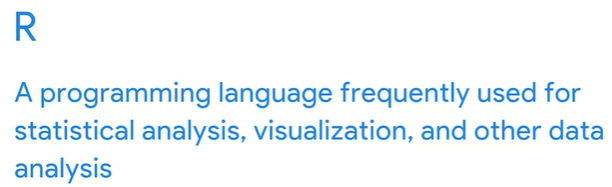 R
A programming language frequently used for
statistical analysis, visualization, and other data
analysis